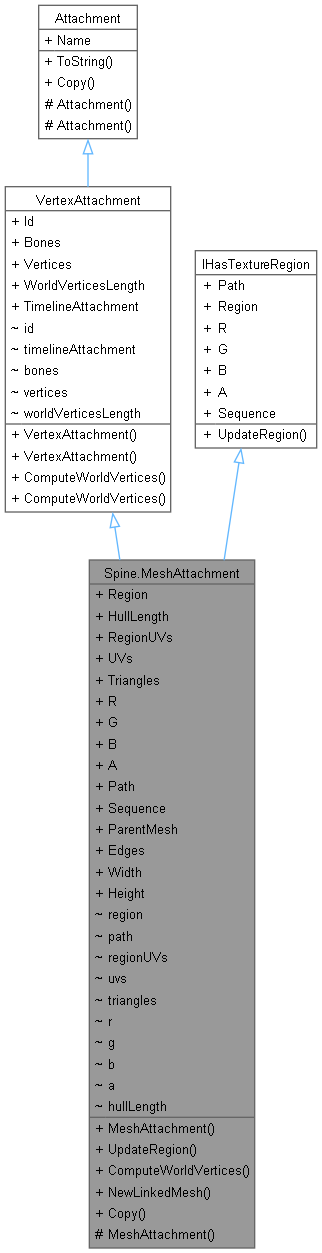 Attachment
+ Name
+ ToString()
+ Copy()
# Attachment()
# Attachment()
VertexAttachment
+ Id
+ Bones
+ Vertices
+ WorldVerticesLength
+ TimelineAttachment
~ id
~ timelineAttachment
~ bones
~ vertices
~ worldVerticesLength
+ VertexAttachment()
+ VertexAttachment()
+ ComputeWorldVertices()
+ ComputeWorldVertices()
IHasTextureRegion
+ Path
+ Region
+ R
+ G
+ B
+ A
+ Sequence
+ UpdateRegion()
Spine.MeshAttachment
+ Region
+ HullLength
+ RegionUVs
+ UVs
+ Triangles
+ R
+ G
+ B
+ A
+ Path
+ Sequence
+ ParentMesh
+ Edges
+ Width
+ Height
~ region
~ path
~ regionUVs
~ uvs
~ triangles
~ r
~ g
~ b
~ a
~ hullLength
+ MeshAttachment()
+ UpdateRegion()
+ ComputeWorldVertices()
+ NewLinkedMesh()
+ Copy()
# MeshAttachment()